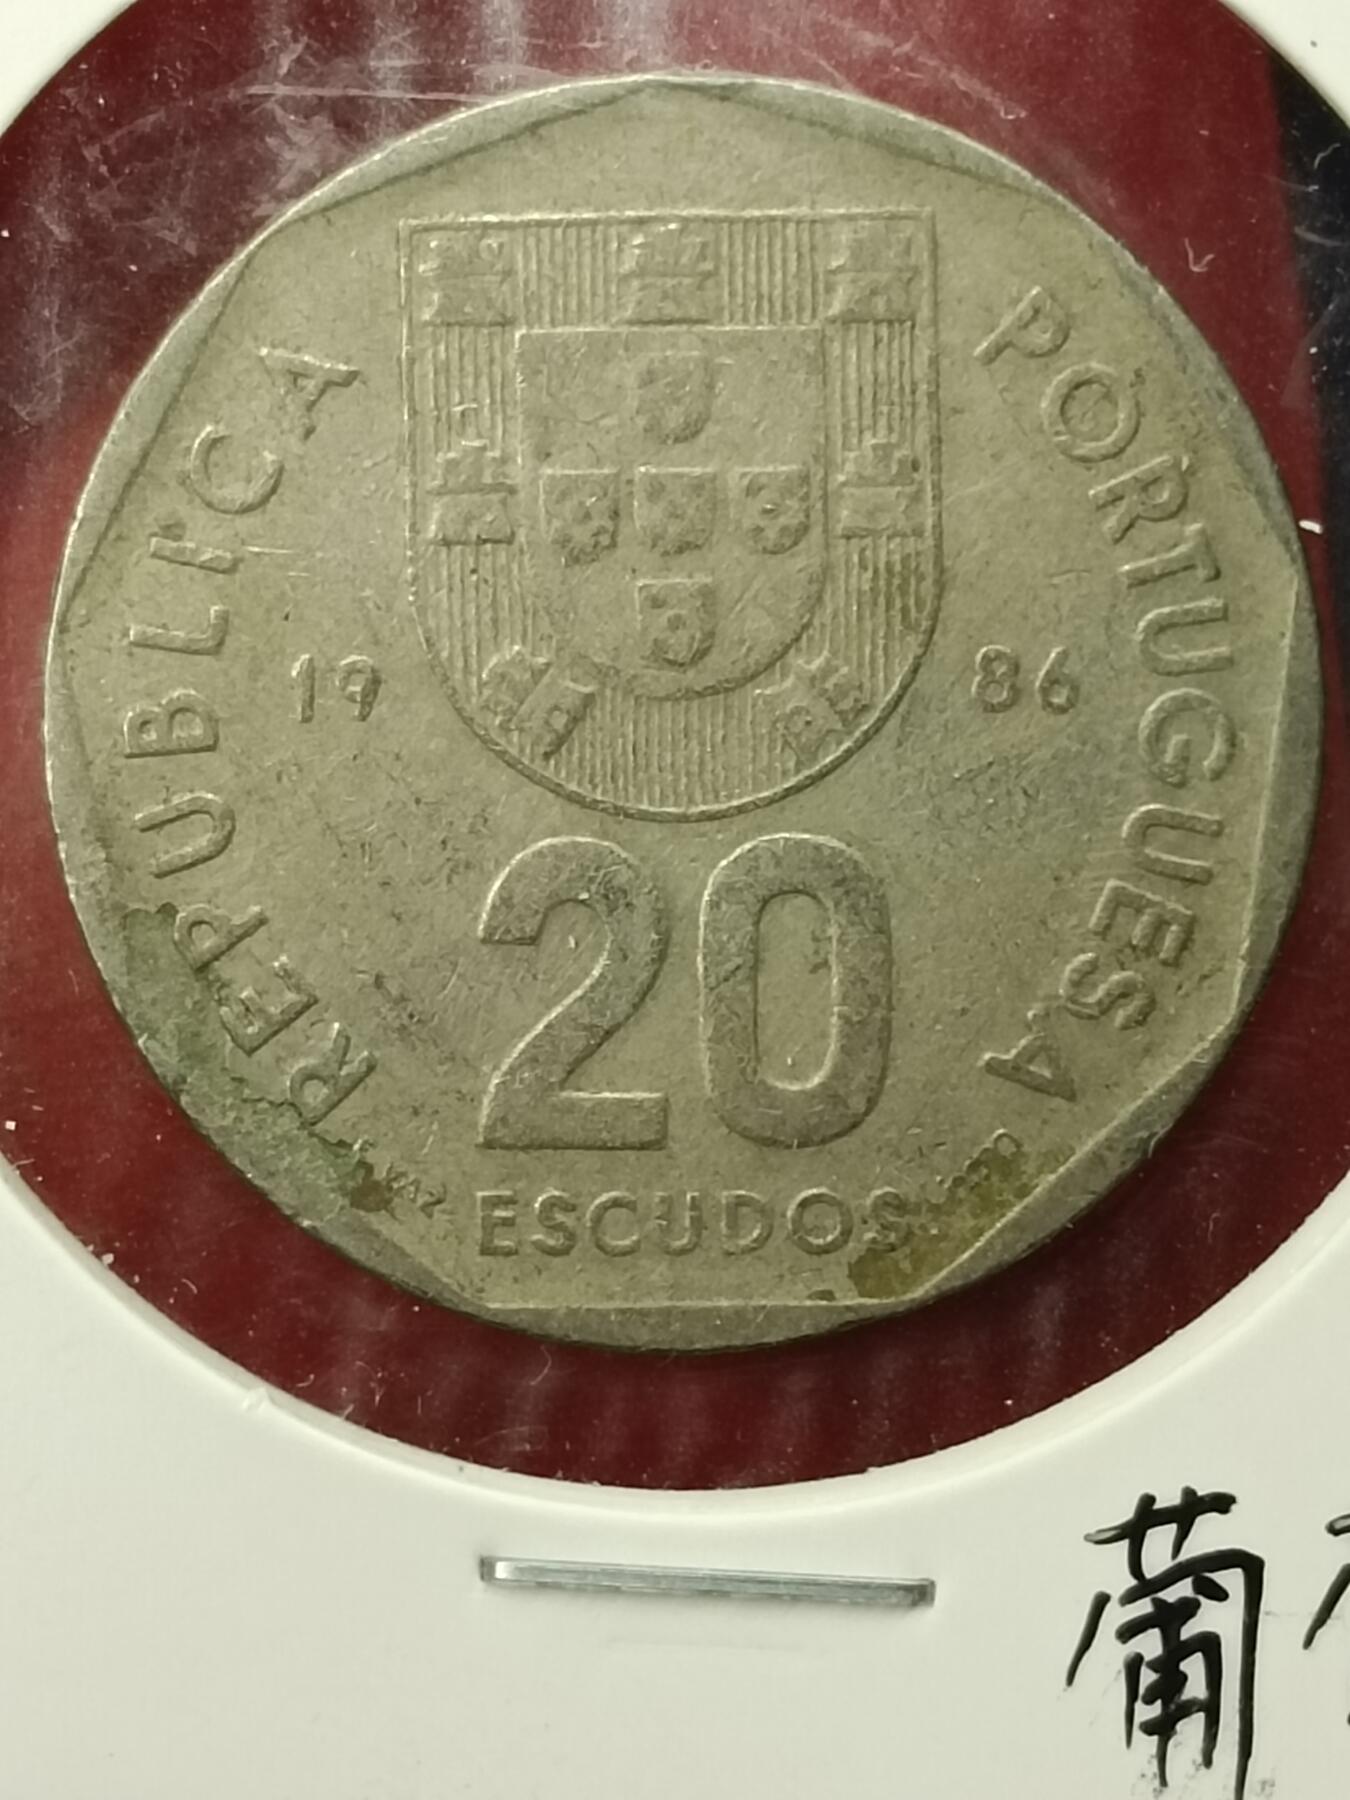 REPUBLICA PORTUGUESA
19 86
20
ESCUDOS
葡